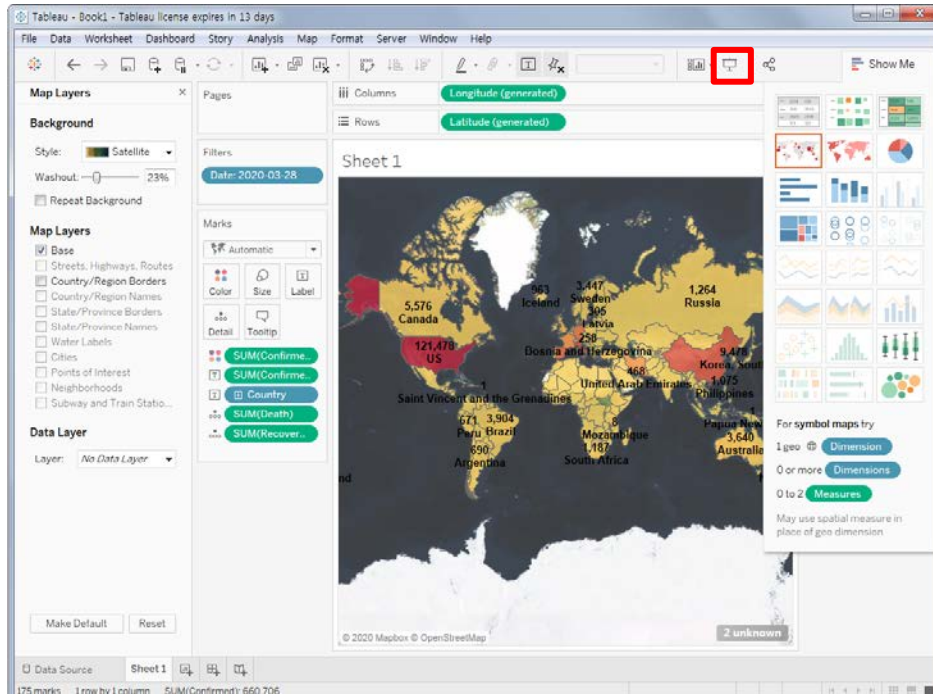 Tableau - Book1 - Tableau license expires in 13 days
File Data Worksheet Dashboard Story Analysis Map Format Server Window Help
Show Me
Map Layers
Background
Style: Satellite
Washout: 23%
Repeat Background
Map Layers
Base
Streets, Highways, Routes
Country/Region Borders
Country/Region Names
State/Province Borders
State/Province Names
Water Labels
Cities
Points of Interest
Neighborhoods
Subway and Train Statio...
Data Layer
Layer: No Data Layer
Make Default Reset
Pages
Filters
Date: 2020-03-28
Marks
Automatic
Color Size Label
Detail Tooltip
SUM(Confirme..
SUM(Confirme..
Country
SUM(Death)
SUM(Recover..
Columns Longitude (generated)
Rows Latitude (generated)
Sheet 1
5,576
Canada
121,478
US
963
Iceland
3,447
Sweden
305
Latvia
258
Bosnia and Herzegovina
1,264
Russia
9,478
Korea, Sout
468
United Arab Emirates
1,075
Philippines
1
Saint Vincent and the Grenadines
671
Peru
3,904
Brazil
690
Argentina
8
Mozambique
1,187
South Africa
1
Papua New
3,640
Australia
nd
© 2020 Mapbox © OpenStreetMap
2 unknown
For symbol maps try
1 geo Dimension
0 or more Dimensions
0 to 2 Measures
May use spatial measure in
place of geo dimension
Data Source Sheet 1
175 marks 1 row by 1 column SUM(Confirmed): 660,706